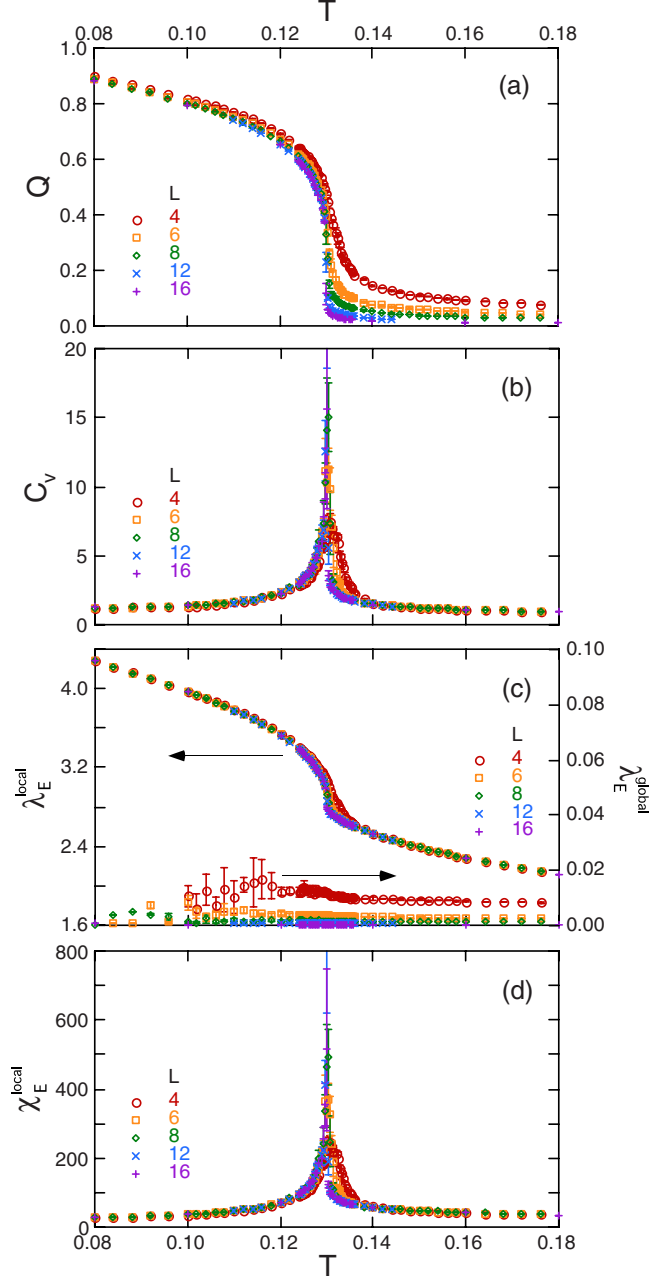 T
0.08 0.10 0.12 0.14 0.16 0.18
1.0
0.8
0.6
0.4
0.2
0.0
Q
(a)
L
4
6
8
12
16
20
15
10
5
0
C_v
(b)
L
4
6
8
12
16
4.0
3.2
2.4
1.6
λ_E^local
(c)
0.10
0.08
0.06
0.04
0.02
0.00
λ_E^global
L
4
6
8
12
16
800
600
400
200
0
χ_E^local
(d)
L
4
6
8
12
16
0.08 0.10 0.12 0.14 0.16 0.18
T